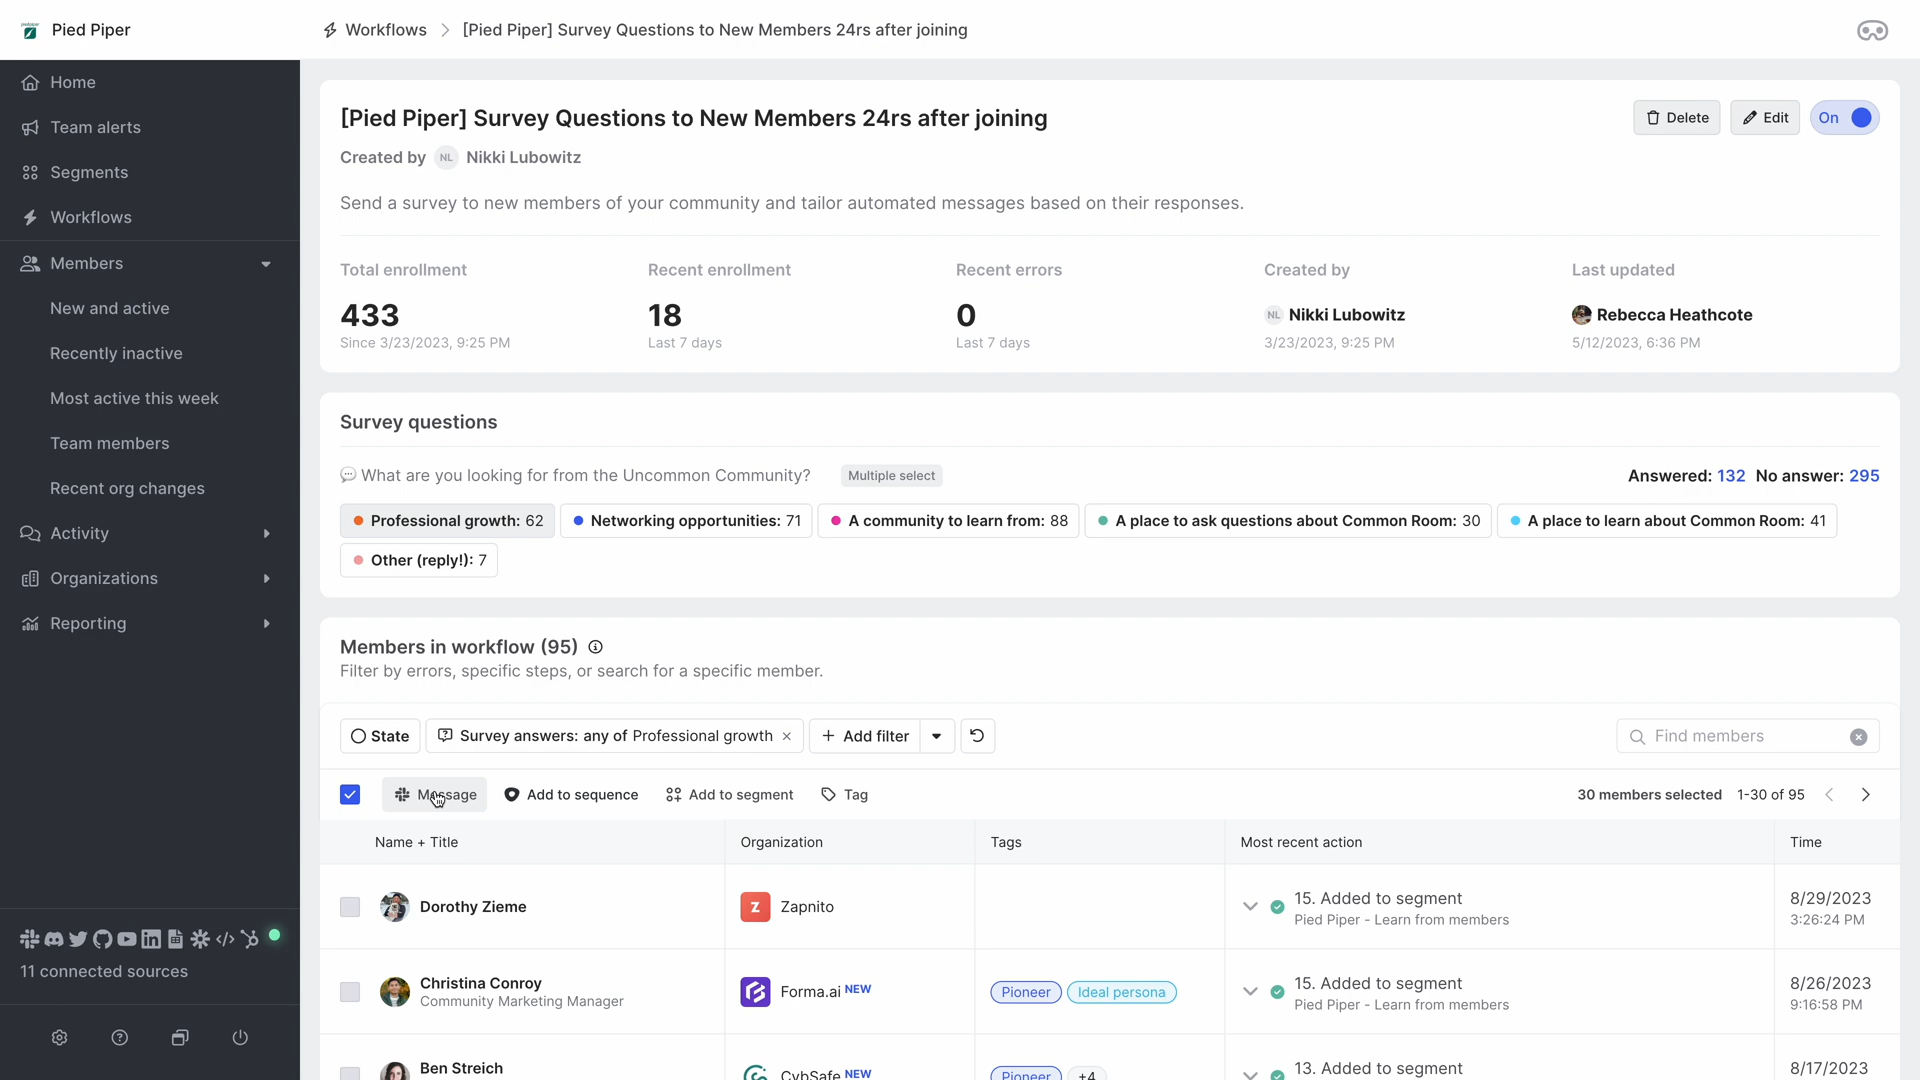 Pied Piper
Workflows
[Pied Piper] Survey Questions to New Members 24rs after joining
Home
Team alerts
Segments
Workflows
Members
New and active
Recently inactive
Most active this week
Team members
Recent org changes
Activity
Organizations
Reporting
11 connected sources
[Pied Piper] Survey Questions to New Members 24rs after joining
Delete
Edit
On
Created by NL Nikki Lubowitz
Send a survey to new members of your community and tailor automated messages based on their responses.
Total enrollment
433
Since 3/23/2023, 9:25 PM
Recent enrollment
18
Last 7 days
Recent errors
0
Last 7 days
Created by
NL Nikki Lubowitz
3/23/2023, 9:25 PM
Last updated
Rebecca Heathcote
5/12/2023, 6:36 PM
Survey questions
What are you looking for from the Uncommon Community?
Multiple select
Answered: 132 No answer: 295
Professional growth: 62
Networking opportunities: 71
A community to learn from: 88
A place to ask questions about Common Room: 30
A place to learn about Common Room: 41
Other (reply!): 7
Members in workflow (95)
Filter by errors, specific steps, or search for a specific member.
State
Survey answers: any of Professional growth
Add filter
Find members
Message
Add to sequence
Add to segment
Tag
30 members selected
1-30 of 95
Name + Title
Organization
Tags
Most recent action
Time
Dorothy Zieme
Z Zapnito
15. Added to segment
Pied Piper - Learn from members
8/29/2023
3:26:24 PM
Christina Conroy
Community Marketing Manager
Forma.ai NEW
Pioneer
Ideal persona
15. Added to segment
Pied Piper - Learn from members
8/26/2023
9:16:58 PM
Ben Streich
CybSafe NEW
Pioneer
+4
13. Added to segment
8/17/2023